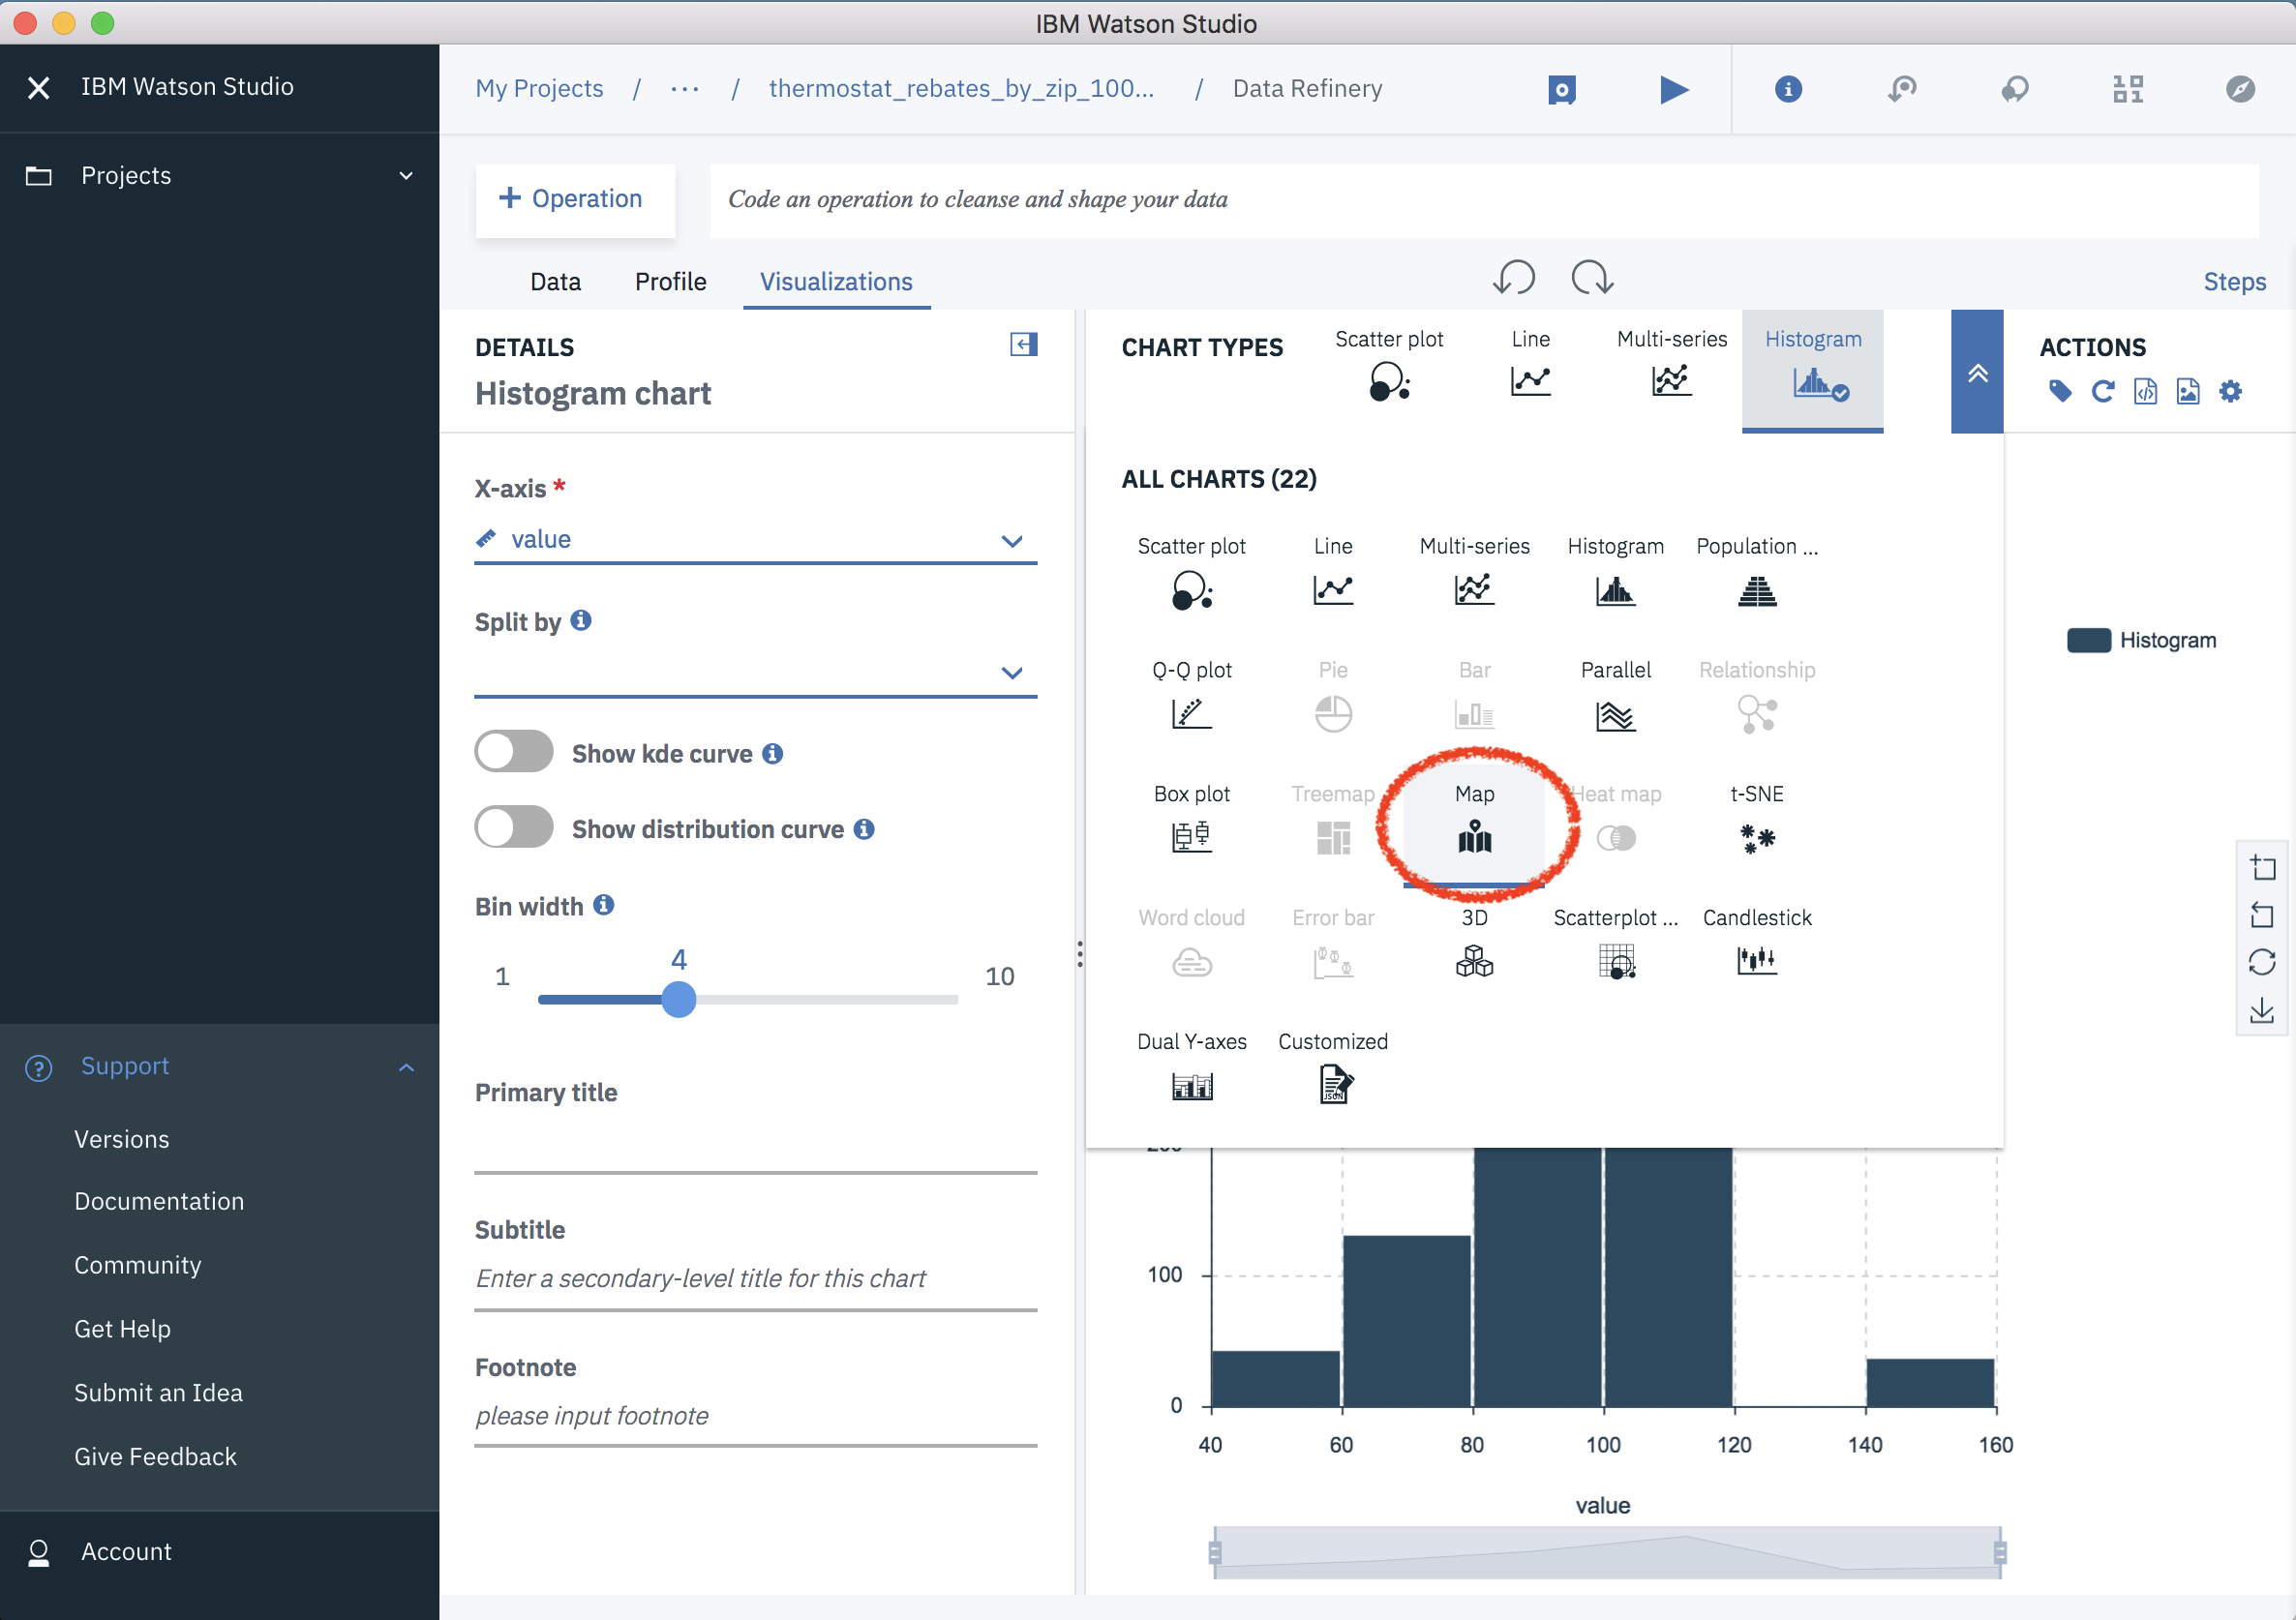 IBM Watson Studio
IBM Watson Studio
My Projects / ... / thermostat_rebates_by_zip_100... / Data Refinery
Projects
+ Operation
Code an operation to cleanse and shape your data
Data Profile Visualizations
Steps
DETAILS
Histogram chart
CHART TYPES
Scatter plot Line Multi-series Histogram
ACTIONS
X-axis *
value
Split by
Show kde curve
Show distribution curve
Bin width
1 4 10
Primary title
Subtitle
Enter a secondary-level title for this chart
Footnote
please input footnote
ALL CHARTS (22)
Scatter plot Line Multi-series Histogram Population ...
Q-Q plot Pie Bar Parallel Relationship
Box plot Treemap Map Heat map t-SNE
Word cloud Error bar 3D Scatterplot ... Candlestick
Dual Y-axes Customized
JSON
Histogram
200
100
0
40 60 80 100 120 140 160
value
Support
Versions
Documentation
Community
Get Help
Submit an Idea
Give Feedback
Account